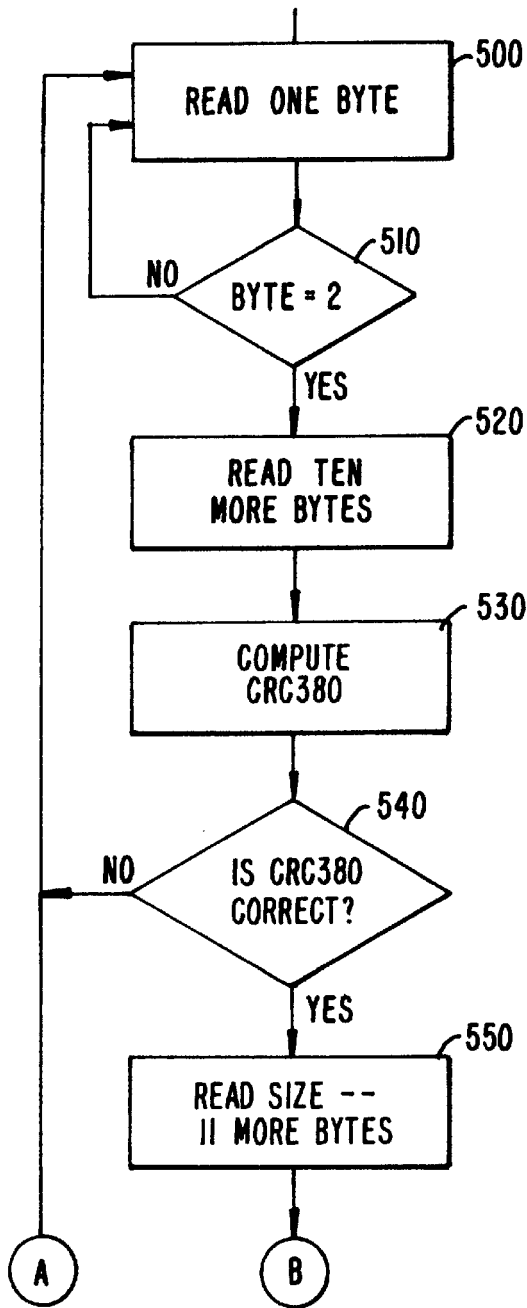 500
READ ONE BYTE
510
NO
BYTE = 2
YES
520
READ TEN
MORE BYTES
530
COMPUTE
CRC380
540
NO
IS CRC380
CORRECT?
YES
550
READ SIZE --
11 MORE BYTES
A
B